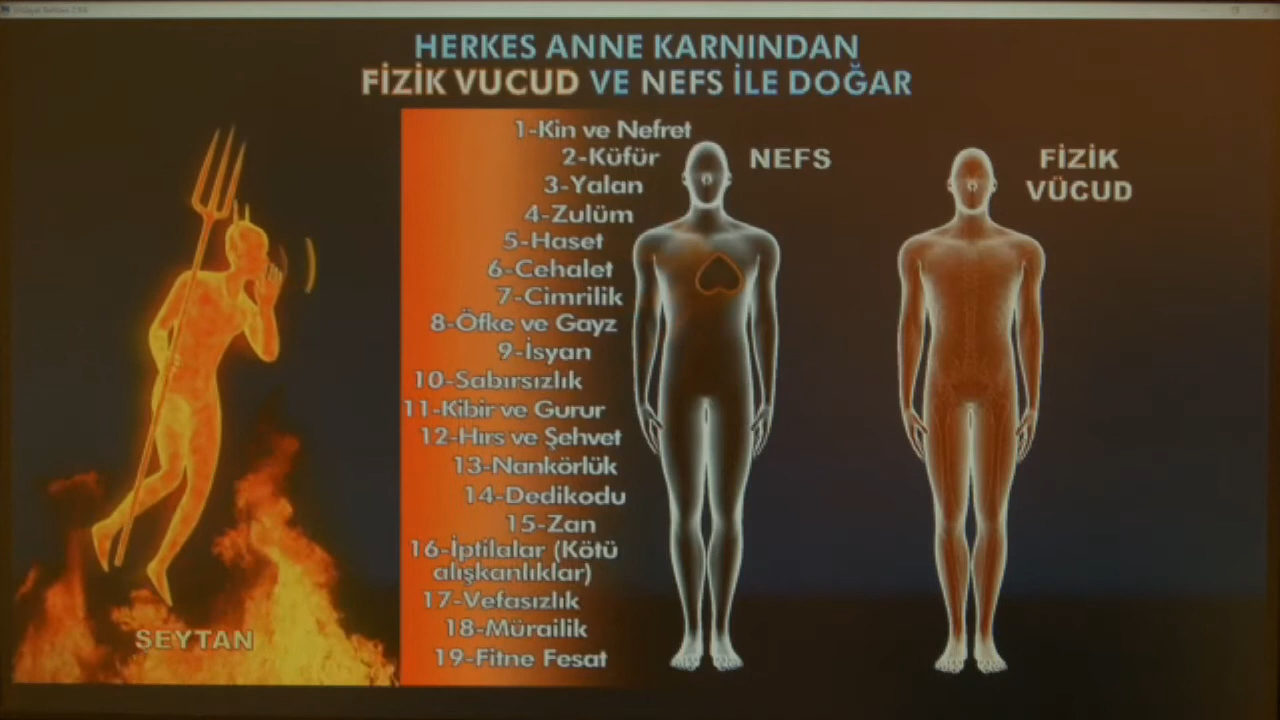 HERKES ANNE KARNINDAN
FİZİK VUCUD VE NEFS İLE DOĞAR
1-Kin ve Nefret
2-Küfür
3-Yalan
4-Zulüm
5-Haset
6-Cehalet
7-Cimrilik
8-Öfke ve Gayz
9-İsyan
10-Sabırsızlık
11-Kibir ve Gurur
12-Hırs ve Şehvet
13-Nankörlük
14-Dedikodu
15-Zan
16-İptilalar (Kötü
alışkanlıklar)
17-Vefasızlık
18-Mürailik
19-Fitne Fesat
NEFS
FİZİK
VÜCUD
SEYTAN